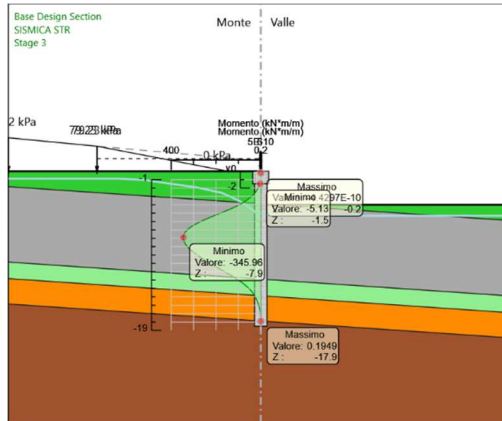 Base Design Section
SISMICA STR
Stage 3
Monte
Valle
2 kPa
kPa
Momento (kN*m/m)
Momento (kN*m/m)
400
0.2
0 kPa
-1
-2
Massimo
Minimo
Valore: -5.13
-0.2
Z : -1.5
Minimo
Valore: -345.96
Z : -7.9
-19
Massimo
Valore: 0.1949
Z : -17.9